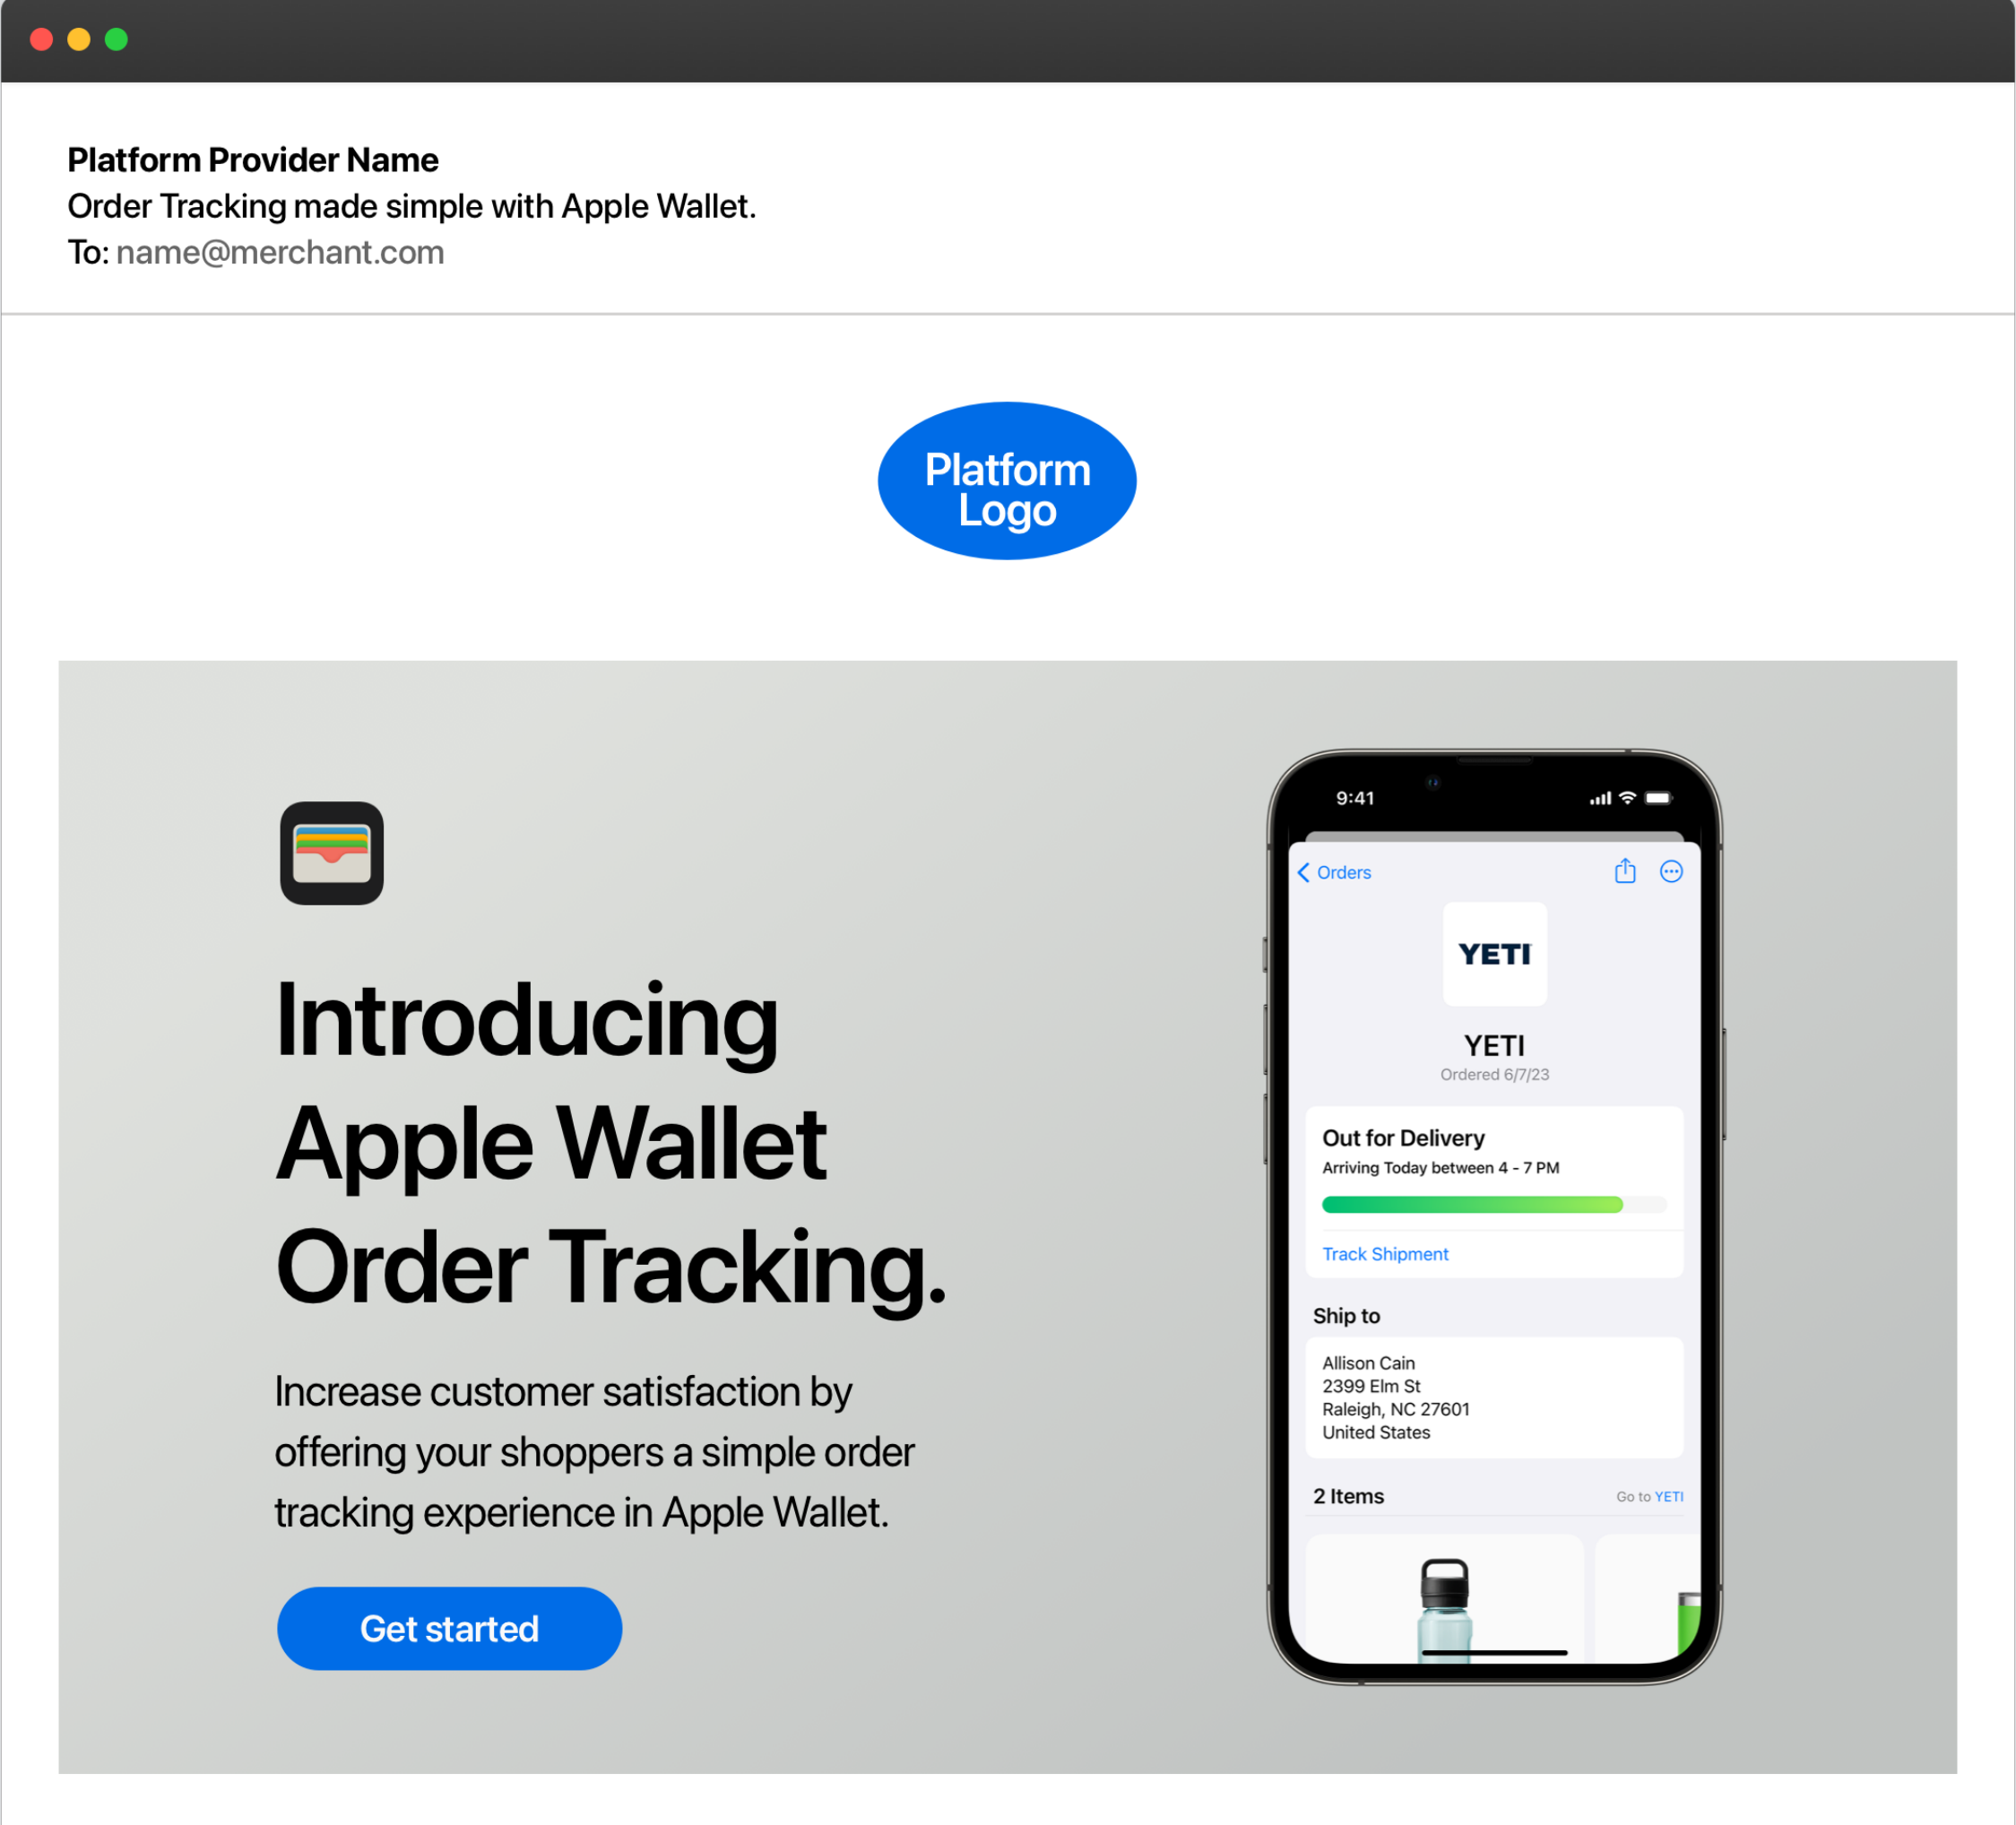 Platform Provider Name
Order Tracking made simple with Apple Wallet.
To: name@merchant.com
Platform
Logo
Introducing
Apple Wallet
Order Tracking.
Increase customer satisfaction by
offering your shoppers a simple order
tracking experience in Apple Wallet.
Get started
9:41
Orders
YETI
YETI
Ordered 6/7/23
Out for Delivery
Arriving Today between 4 - 7 PM
Track Shipment
Ship to
Allison Cain
2399 Elm St
Raleigh, NC 27601
United States
2 Items Go to YETI